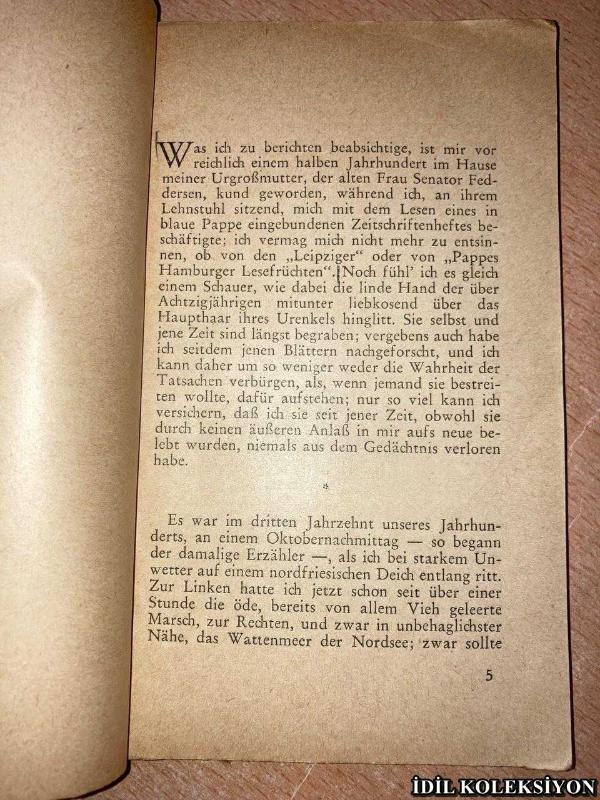 Was ich zu berichten beabsichtige, ist mir vor
reichlich einem halben Jahrhundert im Hause
meiner Urgroßmutter, der alten Frau Senator Fed-
dersen, kund geworden, während ich, an ihrem
Lehnstuhl sitzend, mich mit dem Lesen eines in
blaue Pappe eingebundenen Zeitschriftenheftes be-
schäftigte; ich vermag mich nicht mehr zu entsin-
nen, ob von den „Leipziger“ oder von „Pappes
Hamburger Lesefrüchten“. Noch fühl’ ich es gleich
einem Schauer, wie dabei die linde Hand der über
Achtzigjährigen mitunter liebkosend über das
Haupthaar ihres Urenkels hinglitt. Sie selbst und
jene Zeit sind längst begraben; vergebens auch habe
ich seitdem jenen Blättern nachgeforscht, und ich
kann daher um so weniger weder die Wahrheit der
Tatsachen verbürgen, als, wenn jemand sie bestrei-
ten wollte, dafür aufstehen; nur so viel kann ich
versichern, daß ich sie seit jener Zeit, obwohl sie
durch keinen äußeren Anlaß in mir aufs neue be-
lebt wurden, niemals aus dem Gedächtnis verloren
habe.
*
Es war im dritten Jahrzehnt unseres Jahrhun-
derts, an einem Oktobernachmittag — so begann
der damalige Erzähler —, als ich bei starkem Un-
wetter auf einem nordfriesischen Deich entlang ritt.
Zur Linken hatte ich jetzt schon seit über einer
Stunde die öde, bereits von allem Vieh geleerte
Marsch, zur Rechten, und zwar in unbehaglichster
Nähe, das Wattenmeer der Nordsee; zwar sollte
5
İDİL KOLEKSİYON